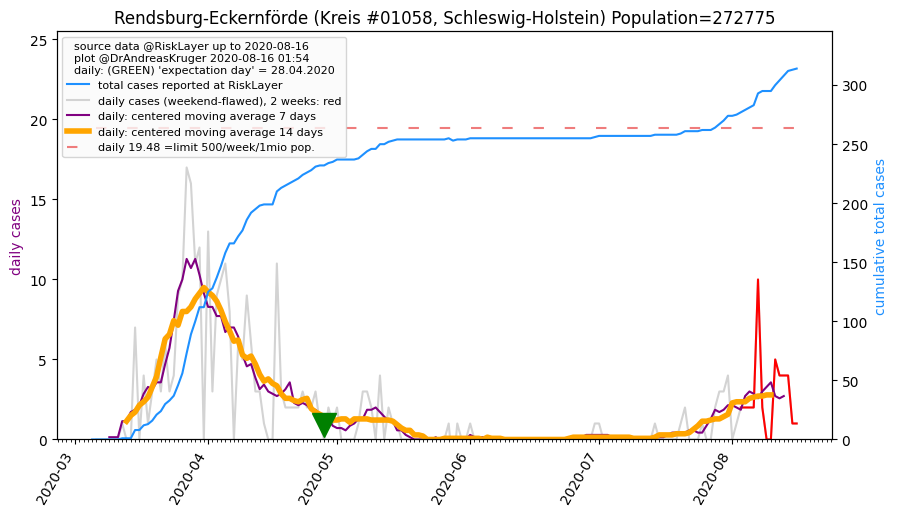 Rendsburg-Eckernförde (Kreis #01058, Schleswig-Holstein) Population=272775
source data @RiskLayer up to 2020-08-16
plot @DrAndreasKruger 2020-08-16 01:54
daily: (GREEN) 'expectation day' = 28.04.2020
total cases reported at RiskLayer
daily cases (weekend-flawed), 2 weeks: red
daily: centered moving average 7 days
daily: centered moving average 14 days
daily 19.48 =limit 500/week/1mio pop.
daily cases
25
20
15
10
5
0
cumulative total cases
300
250
200
150
100
50
0
2020-03
2020-04
2020-05
2020-06
2020-07
2020-08